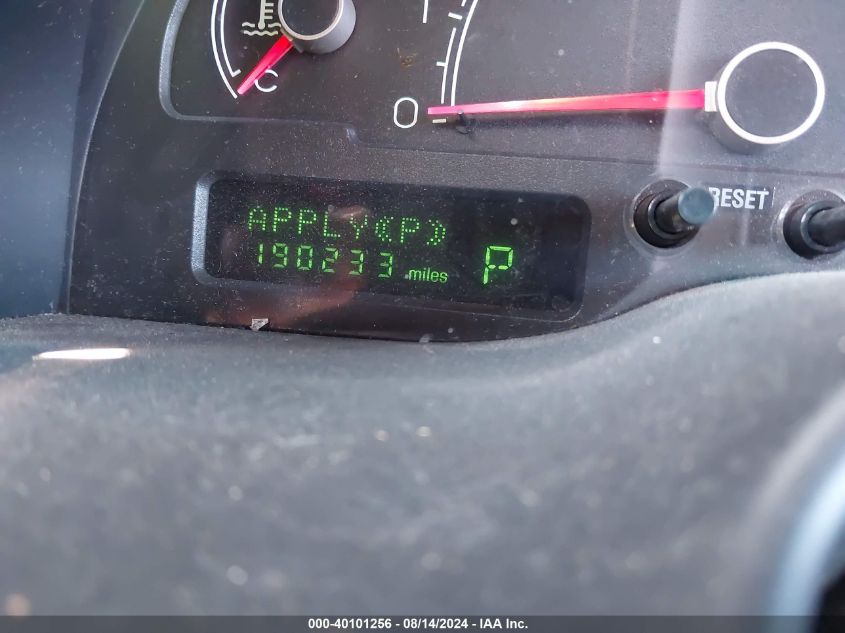 C
0
RESET
APPLY((P))
190233 miles P
000-40101256 - 08/14/2024 - IAA Inc.